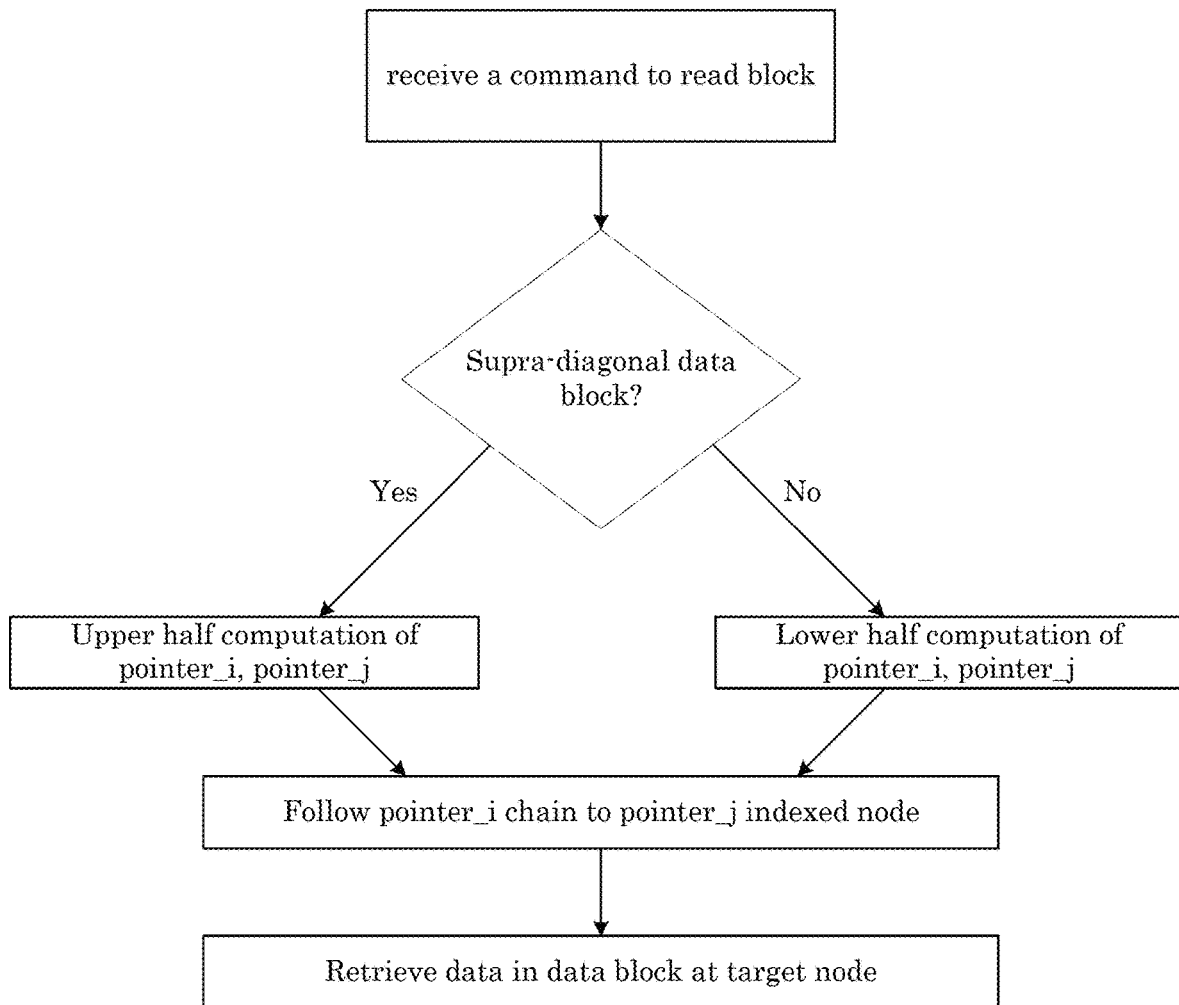 receive a command to read block
Supra-diagonal data
block?
Yes
No
Upper half computation of
pointer_i, pointer_j
Lower half computation of
pointer_i, pointer_j
Follow pointer_i chain to pointer_j indexed node
Retrieve data in data block at target node